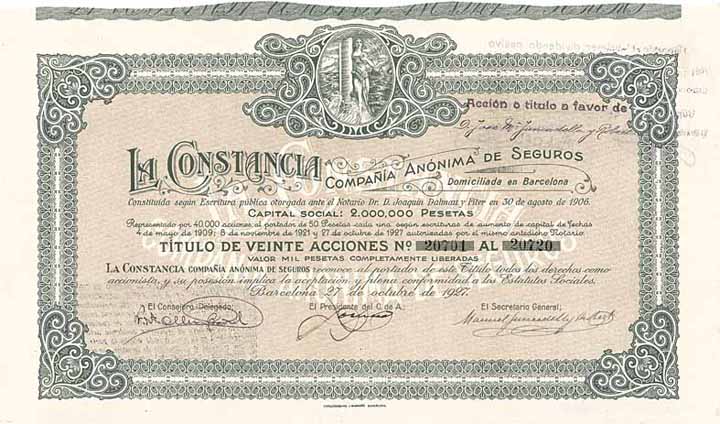 Acción o título a favor de
LA CONSTANCIA COMPAÑÍA ANÓNIMA DE SEGUROS
Domiciliada en Barcelona
Constituída según Escritura pública otorgada ante el Notario Dr. D. Joaquín Dalmau y Fiter en 30 de agosto de 1906.
CAPITAL SOCIAL: 2.000,000 PESETAS
Representado por 40,000 acciones al portador de 50 Pesetas cada una según escrituras de aumento de capital de fechas
4 de mayo de 1909; 8 de noviembre de 1921 y 27 de octubre de 1927 autorizadas por el mismo antedicho Notario.
TÍTULO DE VEINTE ACCIONES Nº 20701 AL 20720
VALOR MIL PESETAS COMPLETAMENTE LIBERADAS
LA CONSTANCIA COMPAÑÍA ANÓNIMA DE SEGUROS reconoce al portador de este Título todos los derechos como
accionista, y su posesión implica la aceptación y plena conformidad a los Estatutos Sociales.
Barcelona 27 de octubre de 1927.
El Consejero Delegado, El Presidente del C. de A., El Secretario General,